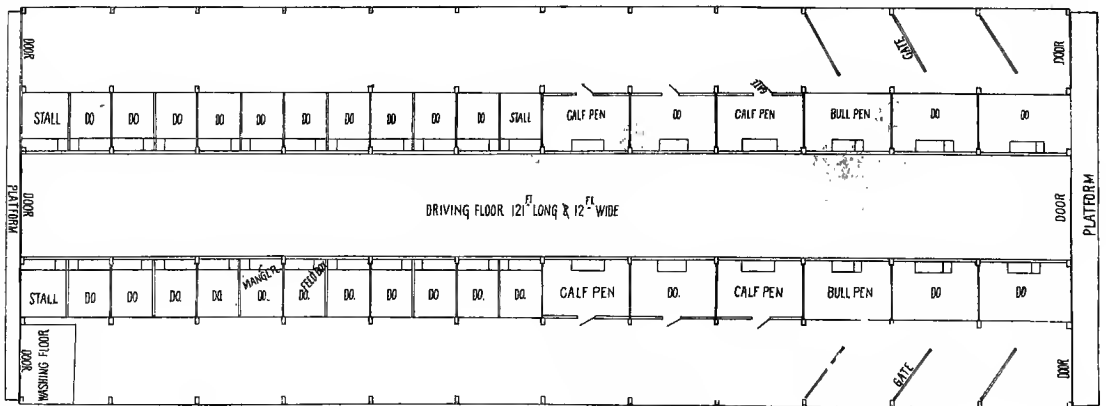 DOOR
GATE
DOOR
GATE
STALL DO DO DO DO DO DO DO DO DO DO STALL CALF PEN DO CALF PEN BULL PEN DO DO
PLATFORM
DOOR
DRIVING FLOOR 121 FT LONG & 12 FT WIDE
DOOR
PLATFORM
MANGER
FEED BOX
STALL DO DO DO. DO. DO. DO. DO. DO. DO. DO. DO. CALF PEN DO. CALF PEN BULL PEN DO DO
DOOR
WASHING FLOOR
GATE
DOOR